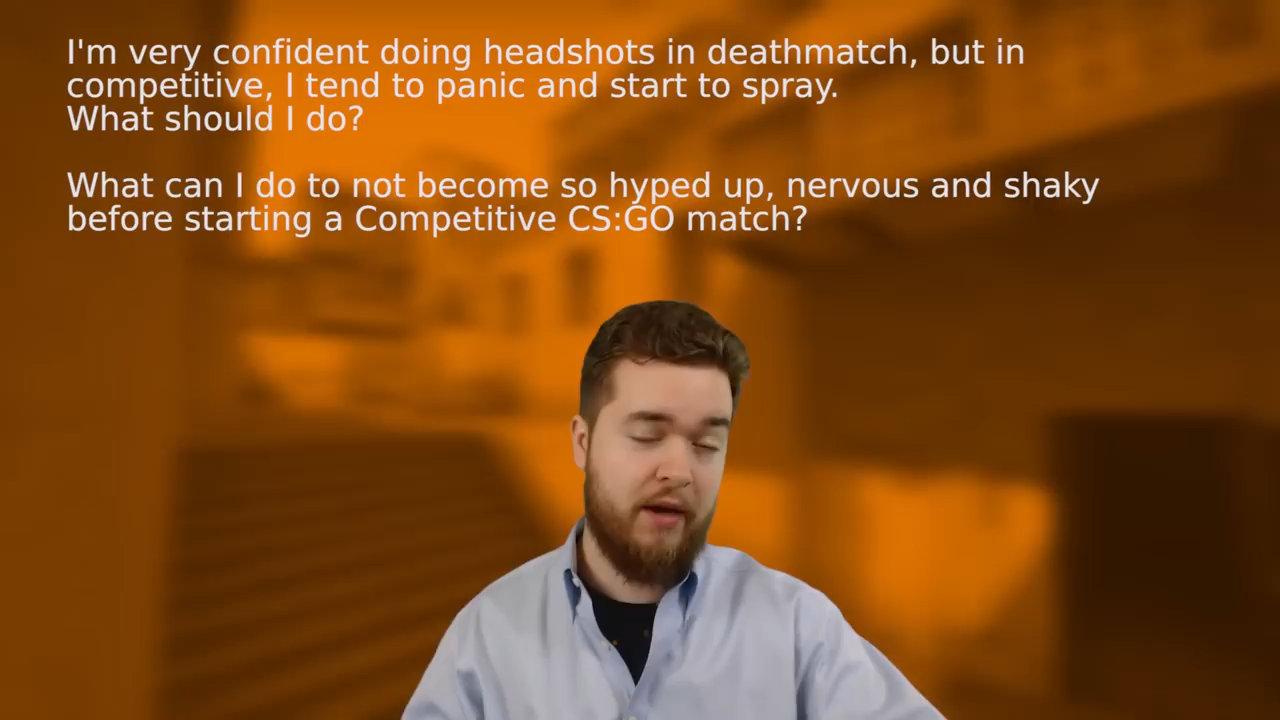 I'm very confident doing headshots in deathmatch, but in
competitive, I tend to panic and start to spray.
What should I do?
What can I do to not become so hyped up, nervous and shaky
before starting a Competitive CS:GO match?